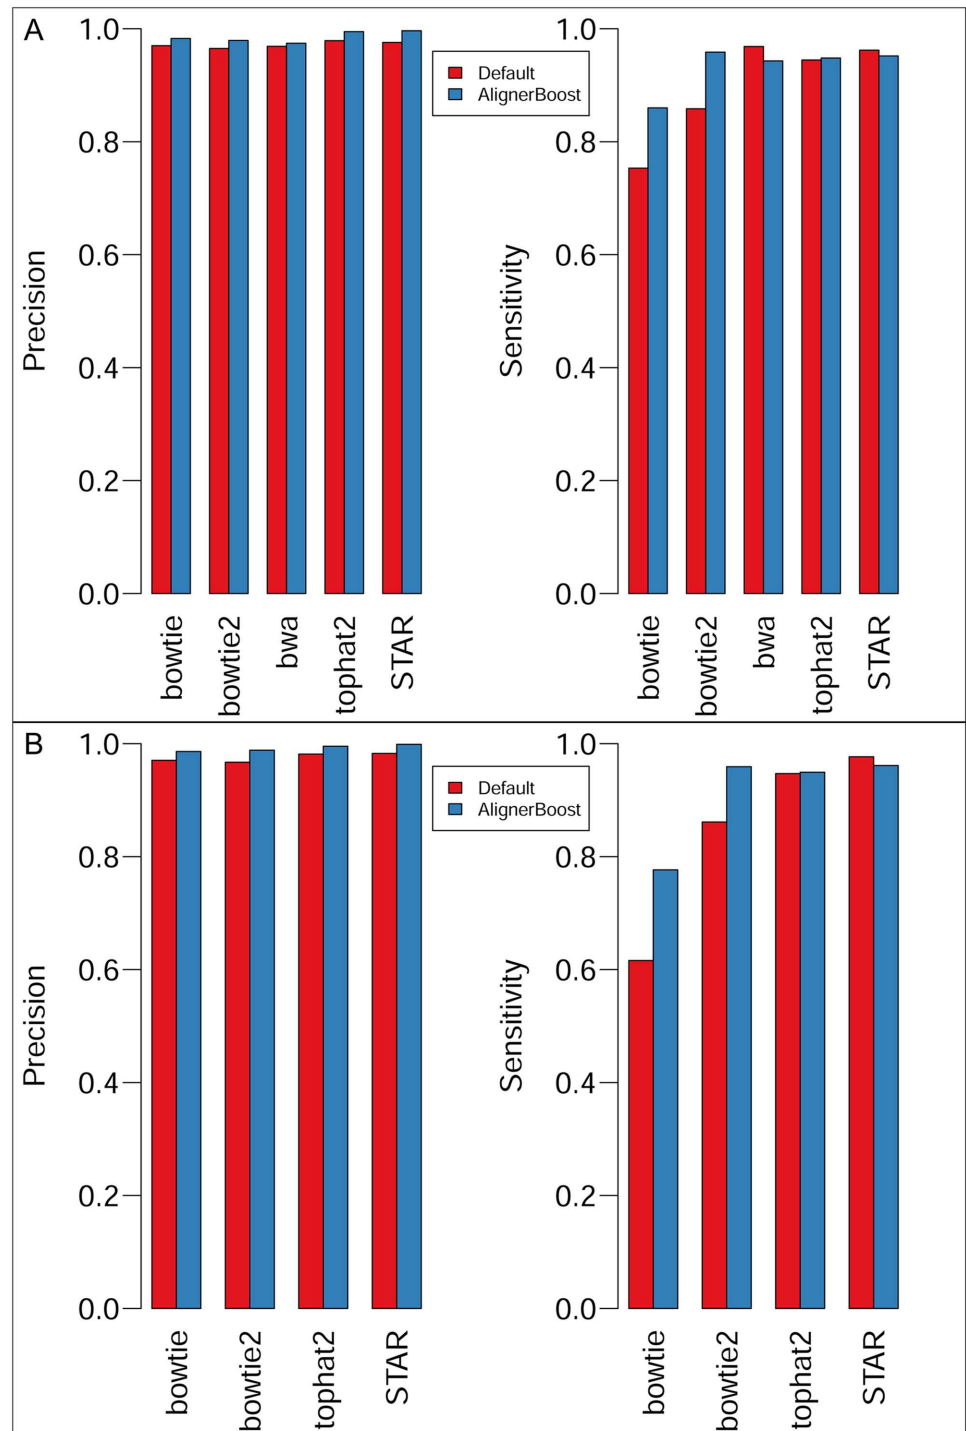 A
1.0
0.8
0.6
0.4
0.2
0.0
Precision
bowtie
bowtie2
bwa
tophat2
STAR
Default
AlignerBoost
1.0
0.8
0.6
0.4
0.2
0.0
Sensitivity
bowtie
bowtie2
bwa
tophat2
STAR
B
1.0
0.8
0.6
0.4
0.2
0.0
Precision
bowtie
bowtie2
tophat2
STAR
Default
AlignerBoost
1.0
0.8
0.6
0.4
0.2
0.0
Sensitivity
bowtie
bowtie2
tophat2
STAR